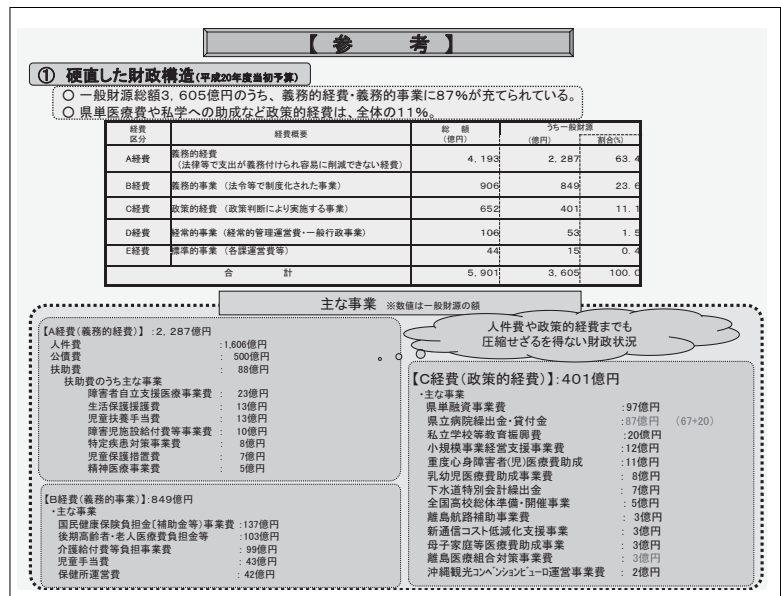 【 参 考 】
① 硬直した財政構造(平成20年度当初予算)
○ 一般財源総額3,605億円のうち、義務的経費・義務的事業に87%が充てられている。
○ 県単医療費や私学への助成など政策的経費は、全体の11%。
経費区分 経費概要 総額(億円) うち一般財源 (億円) 割合(%)
A経費 義務的経費(法律等で支出が義務付けられ容易に削減できない経費) 4,193 2,287 63.4
B経費 義務的事業(法令等で制度化された事業) 906 849 23.6
C経費 政策的経費(政策判断により実施する事業) 652 401 11.1
D経費 経常的事業(経常的管理運営費・一般行政事業) 106 53 1.5
E経費 標準的事業(各課運営費等) 44 15 0.4
合 計 5,901 3,605 100.0
主な事業 ※数値は一般財源の額
【A経費(義務的経費)】:2,287億円
人件費 :1,606億円
公債費 : 500億円
扶助費 : 88億円
扶助費のうち主な事業
障害者自立支援医療事業費 : 23億円
生活保護援護費 : 13億円
児童扶養手当費 : 13億円
障害児施設給付費等事業費 : 10億円
特定疾患対策事業費 : 8億円
児童保護措置費 : 7億円
精神医療事業費 : 5億円
【B経費(義務的事業)】:849億円
・主な事業
国民健康保険負担金(補助金等)事業費 :137億円
後期高齢者・老人医療費負担金等 :103億円
介護給付費等負担事業費 : 99億円
児童手当費 : 43億円
保健所運営費 : 42億円
人件費や政策的経費までも
圧縮せざるを得ない財政状況
【C経費(政策的経費)】:401億円
・主な事業
県単融資事業費 :97億円
県立病院繰出金・貸付金 :87億円 (67+20)
私立学校等教育振興費 :20億円
小規模事業経営支援事業費 :12億円
重度心身障害者(児)医療費助成 :11億円
乳幼児医療費助成事業費 : 8億円
下水道特別会計繰出金 : 7億円
全国高校総体準備・開催事業 : 5億円
離島航路補助事業費 : 3億円
新通信コスト低減化支援事業 : 3億円
母子家庭等医療費助成事業 : 3億円
離島医療組合対策事業費 : 3億円
沖縄観光コンベンションビューロ運営事業費 : 2億円